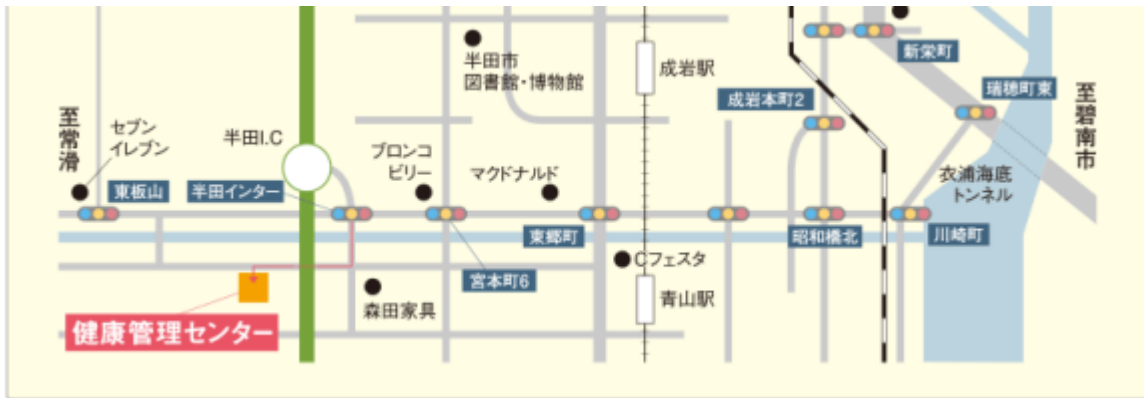 新栄町
半田市
図書館・博物館
成岩駅
成岩本町2
瑞穂町東
至碧南市
至常滑
セブン
イレブン
半田I.C
ブロンコ
ビリー
マクドナルド
衣浦海底
トンネル
東板山
半田インター
東郷町
昭和橋北
川崎町
Cフェスタ
宮本町6
青山駅
森田家具
健康管理センター